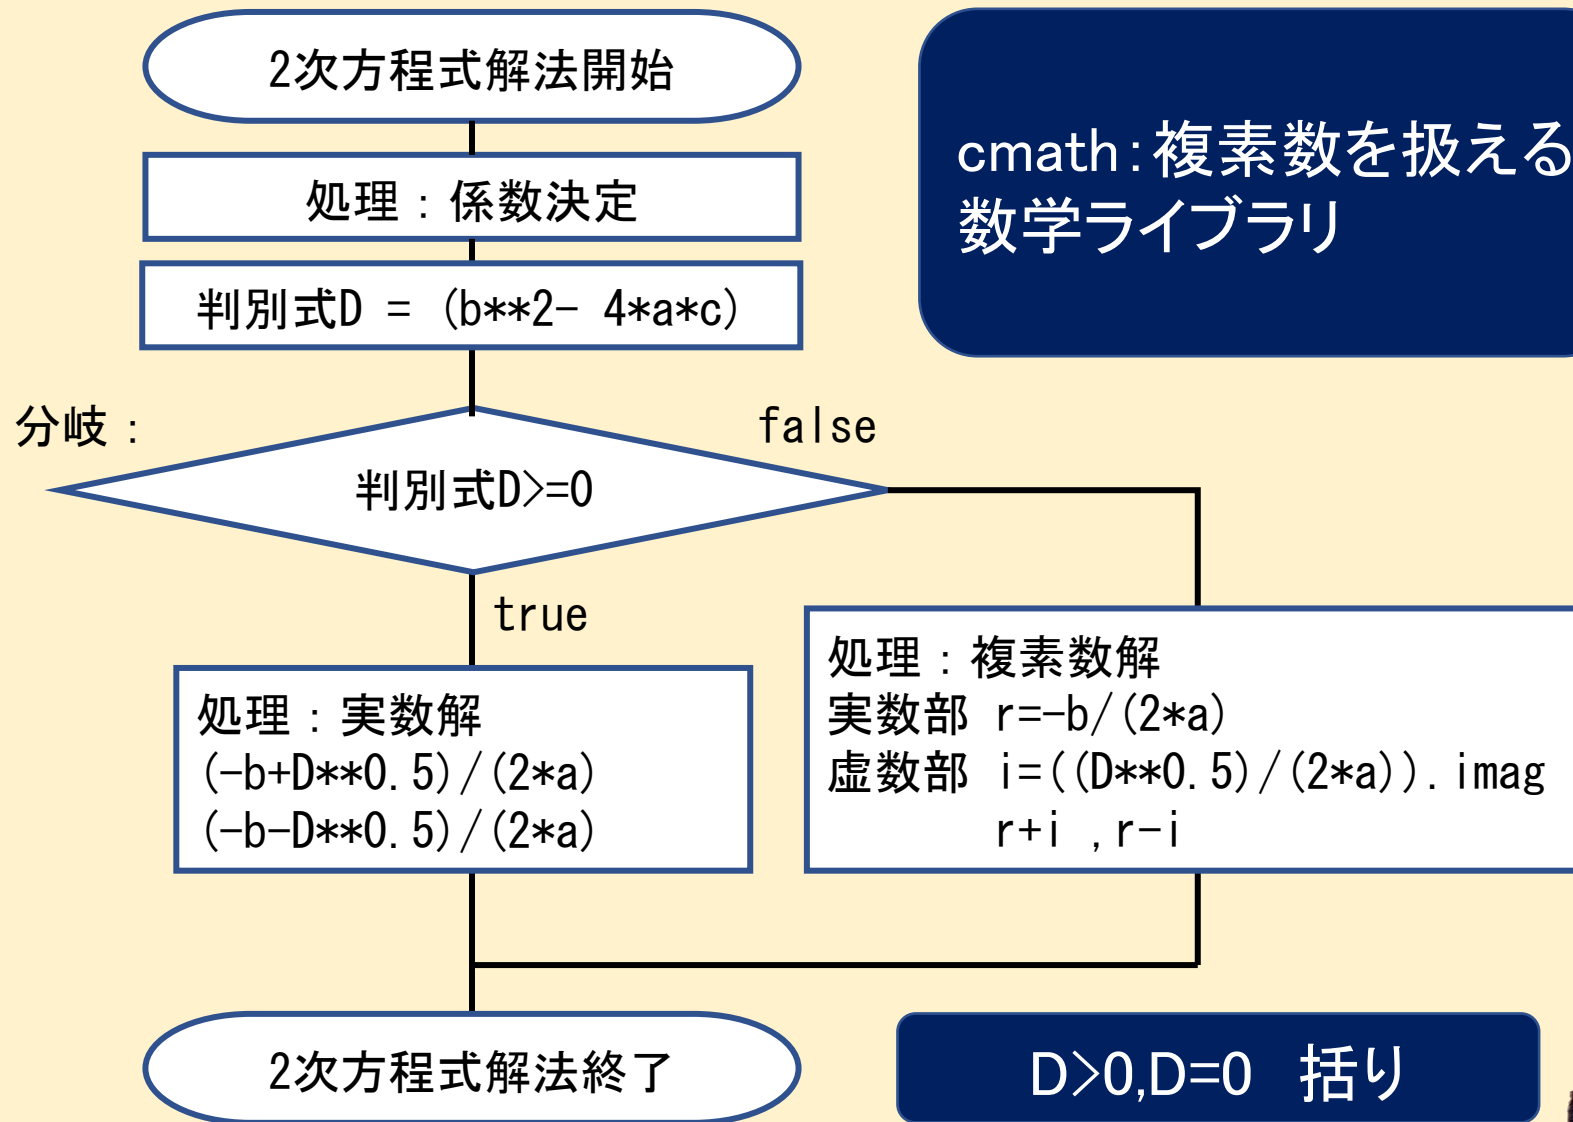 2次方程式解法開始
cmath:複素数を扱える
数学ライブラリ
処理:係数決定
判別式D = (b**2- 4*a*c)
分岐:
false
判別式D>=0
true
処理:実数解
(-b+D**0.5)/(2*a)
(-b-D**0.5)/(2*a)
処理:複素数解
実数部 r=-b/(2*a)
虚数部 i=((D**0.5)/(2*a)).imag
r+i ,r-i
2次方程式解法終了
D>0,D=0 括り